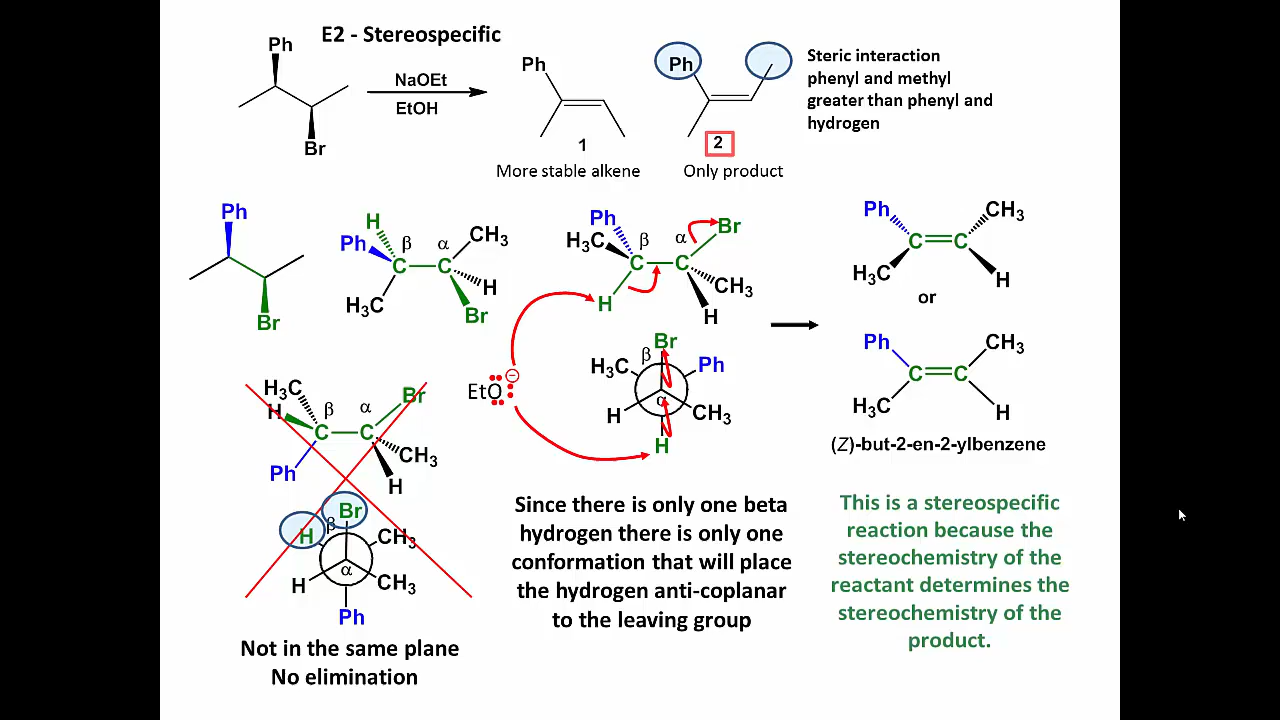 E2 - Stereospecific
Ph
Br
NaOEt
EtOH
Ph
1
More stable alkene
Ph
2
Only product
Steric interaction
phenyl and methyl
greater than phenyl and
hydrogen
Ph
Br
H
Ph
β
α
CH3
C
C
H
H3C
Br
Ph
H3C
β
α
Br
C
C
CH3
H
H
Br
β
H3C
Ph
α
H
CH3
H
EtO
Ph
CH3
C
C
H3C
H
or
Ph
CH3
C
C
H3C
H
(Z)-but-2-en-2-ylbenzene
H3C
H
β
α
Br
C
C
CH3
Ph
H
Br
H
β
CH3
α
H
CH3
Ph
Not in the same plane
No elimination
Since there is only one beta
hydrogen there is only one
conformation that will place
the hydrogen anti-coplanar
to the leaving group
This is a stereospecific
reaction because the
stereochemistry of the
reactant determines the
stereochemistry of the
product.